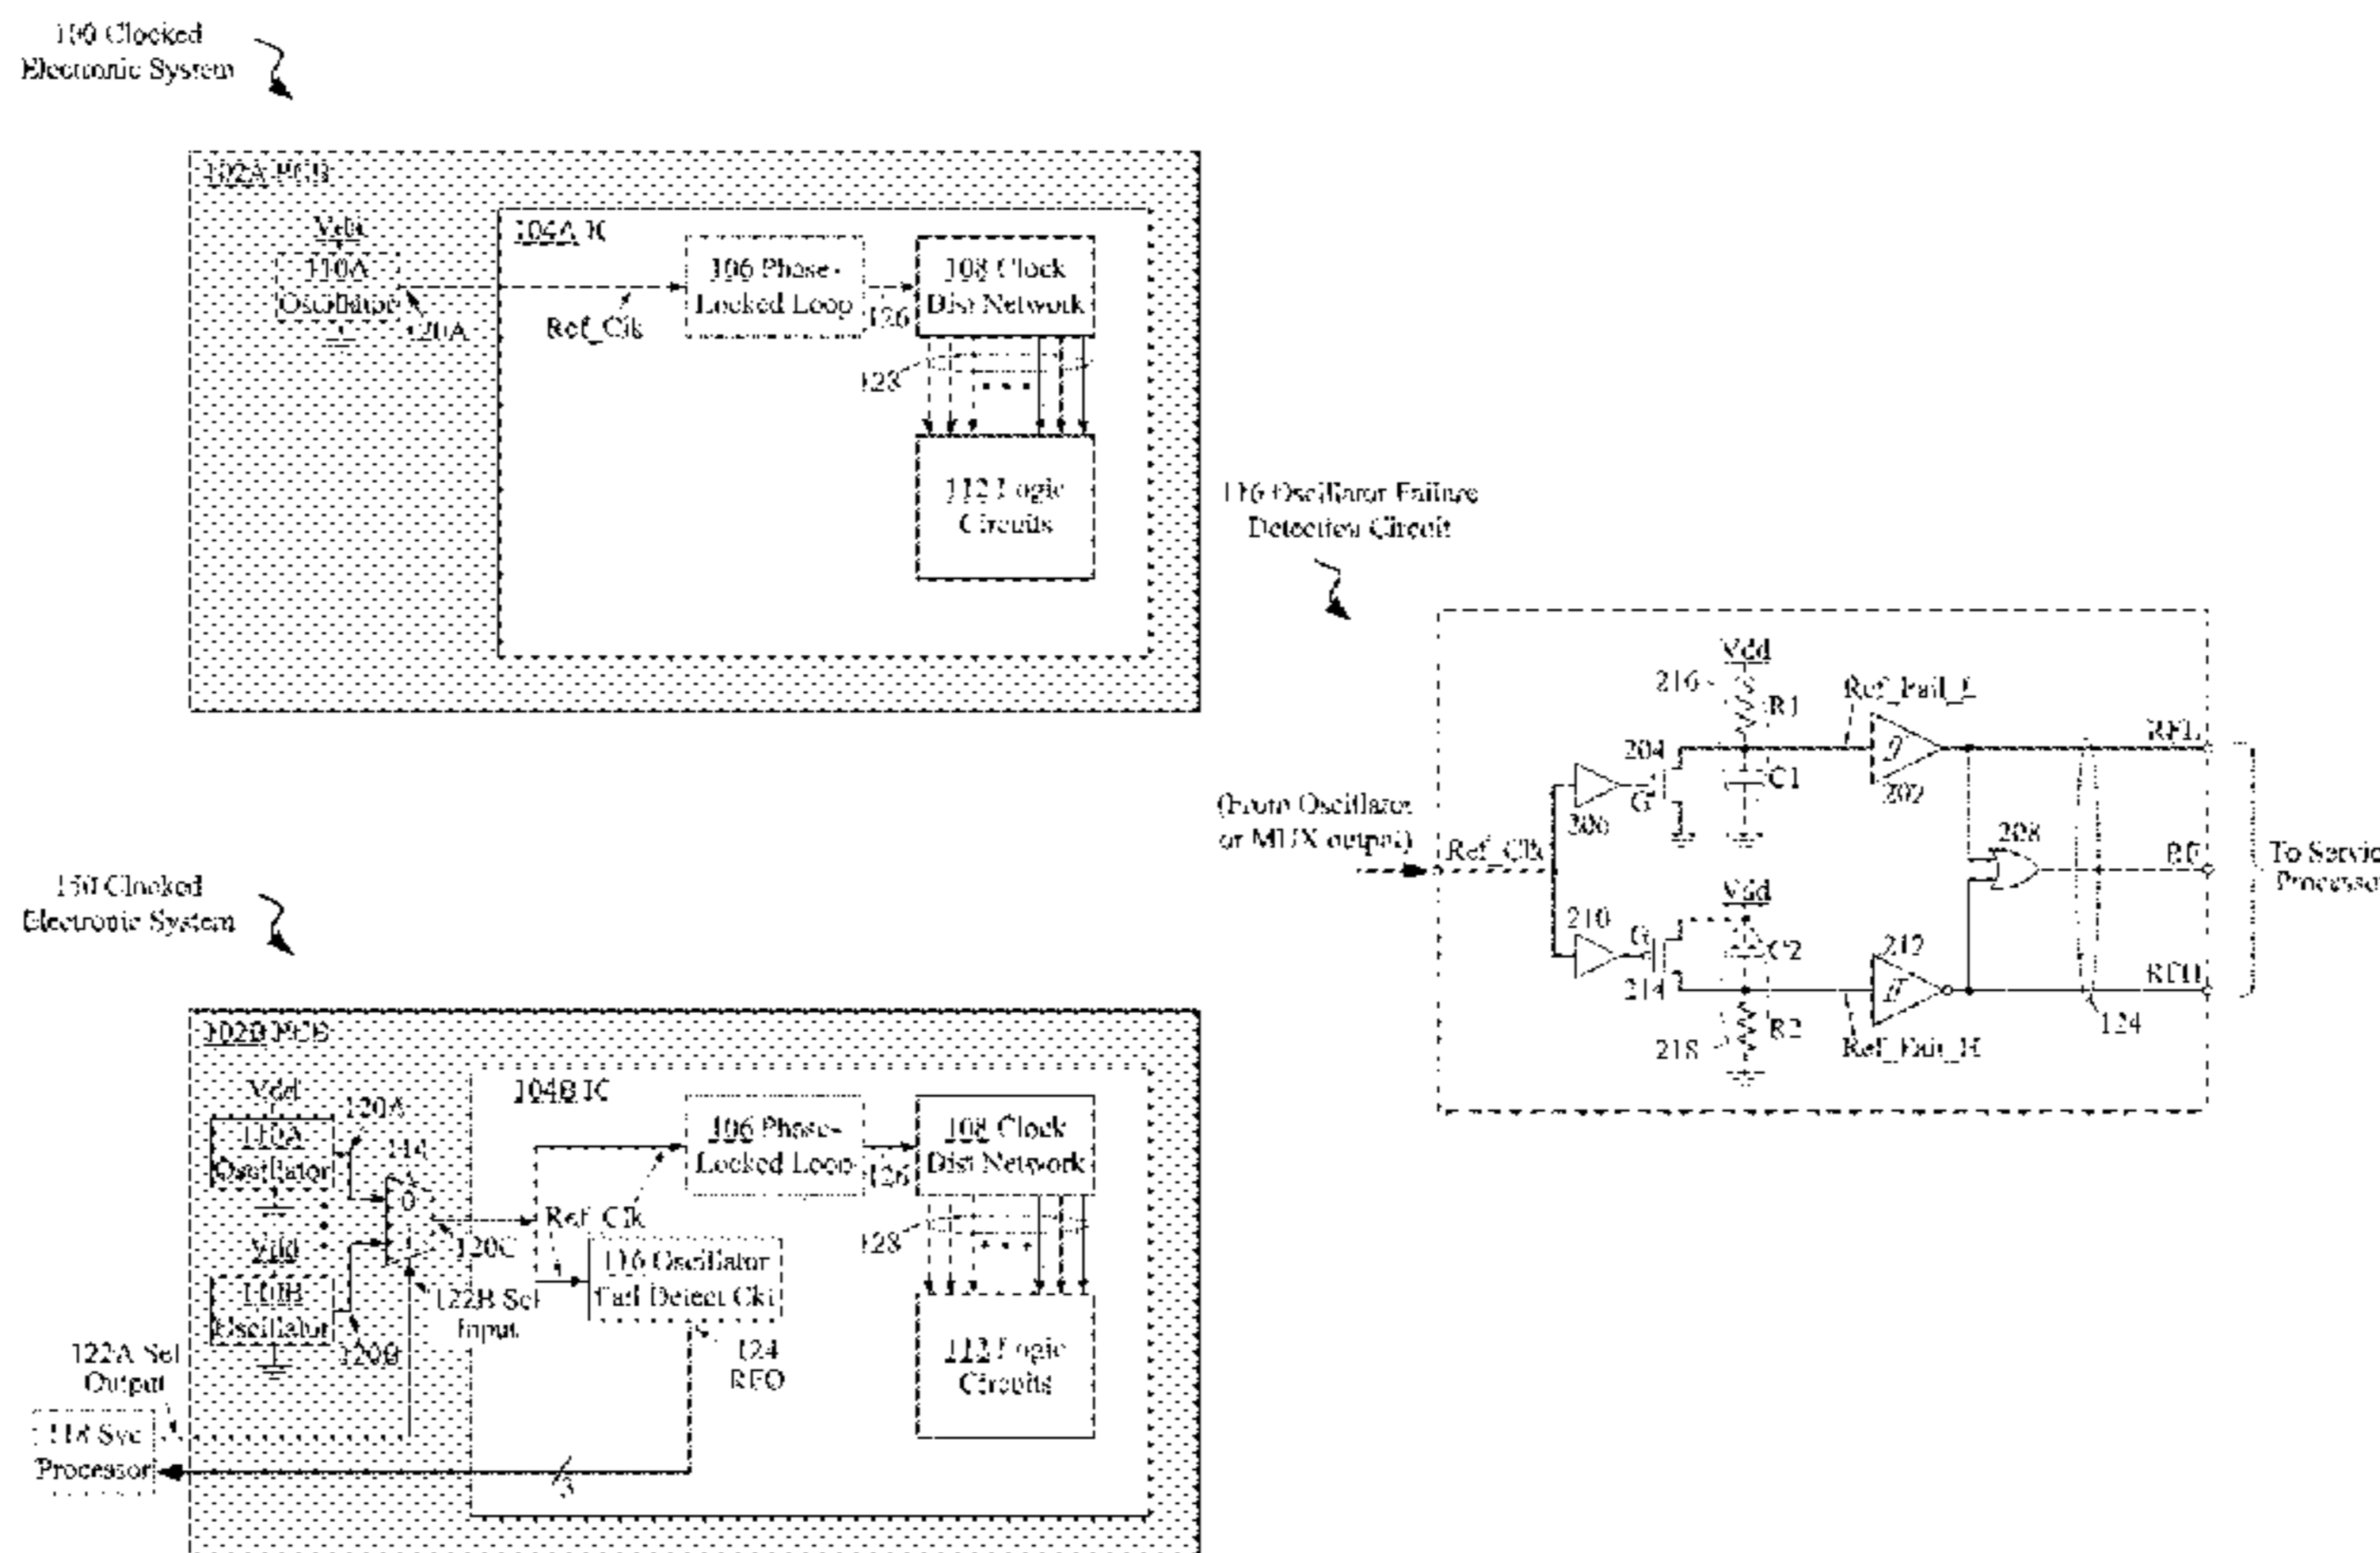 100 Clocked
Electronic System
102A PCB
Vdd
110A
Oscillator
120A
104A IC
Ref_Clk
106 Phase-
Locked Loop
126
108 Clock
Dist Network
128
112 Logic
Circuits
116 Oscillator Failure
Detection Circuit
(From Oscillator
or MUX output)
Ref_Clk
206
G
204
216
Vdd
R1
C1
Ref_Fail_L
202
RFL
208
RF
To Servic
Processor
210
G
214
Vdd
C2
R2
218
212
Ref_Fail_H
RFH
124
150 Clocked
Electronic System
102B PCB
Vdd
110A
Oscillator
120A
114
0
1
120C
Vdd
110B
Oscillator
120B
122B Sel
Input
104B IC
Ref_Clk
106 Phase-
Locked Loop
126
108 Clock
Dist Network
128
112 Logic
Circuits
116 Oscillator
Fail Detect Ckt
124
RFO
3
122A Sel
Output
118 Svc
Processor